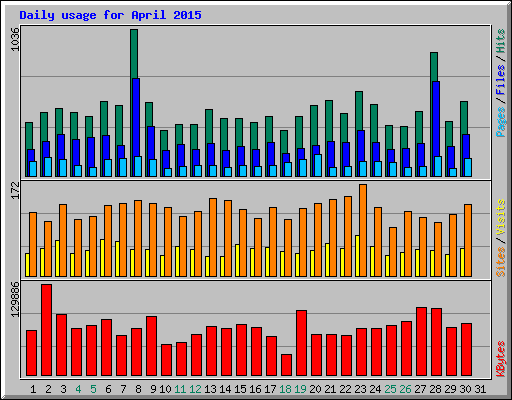 Daily usage for April 2015
1036
Pages / Files / Hits
172
Sites / Visits
129886
KBytes
1 2 3 4 5 6 7 8 9 10 11 12 13 14 15 16 17 18 19 20 21 22 23 24 25 26 27 28 29 30 31